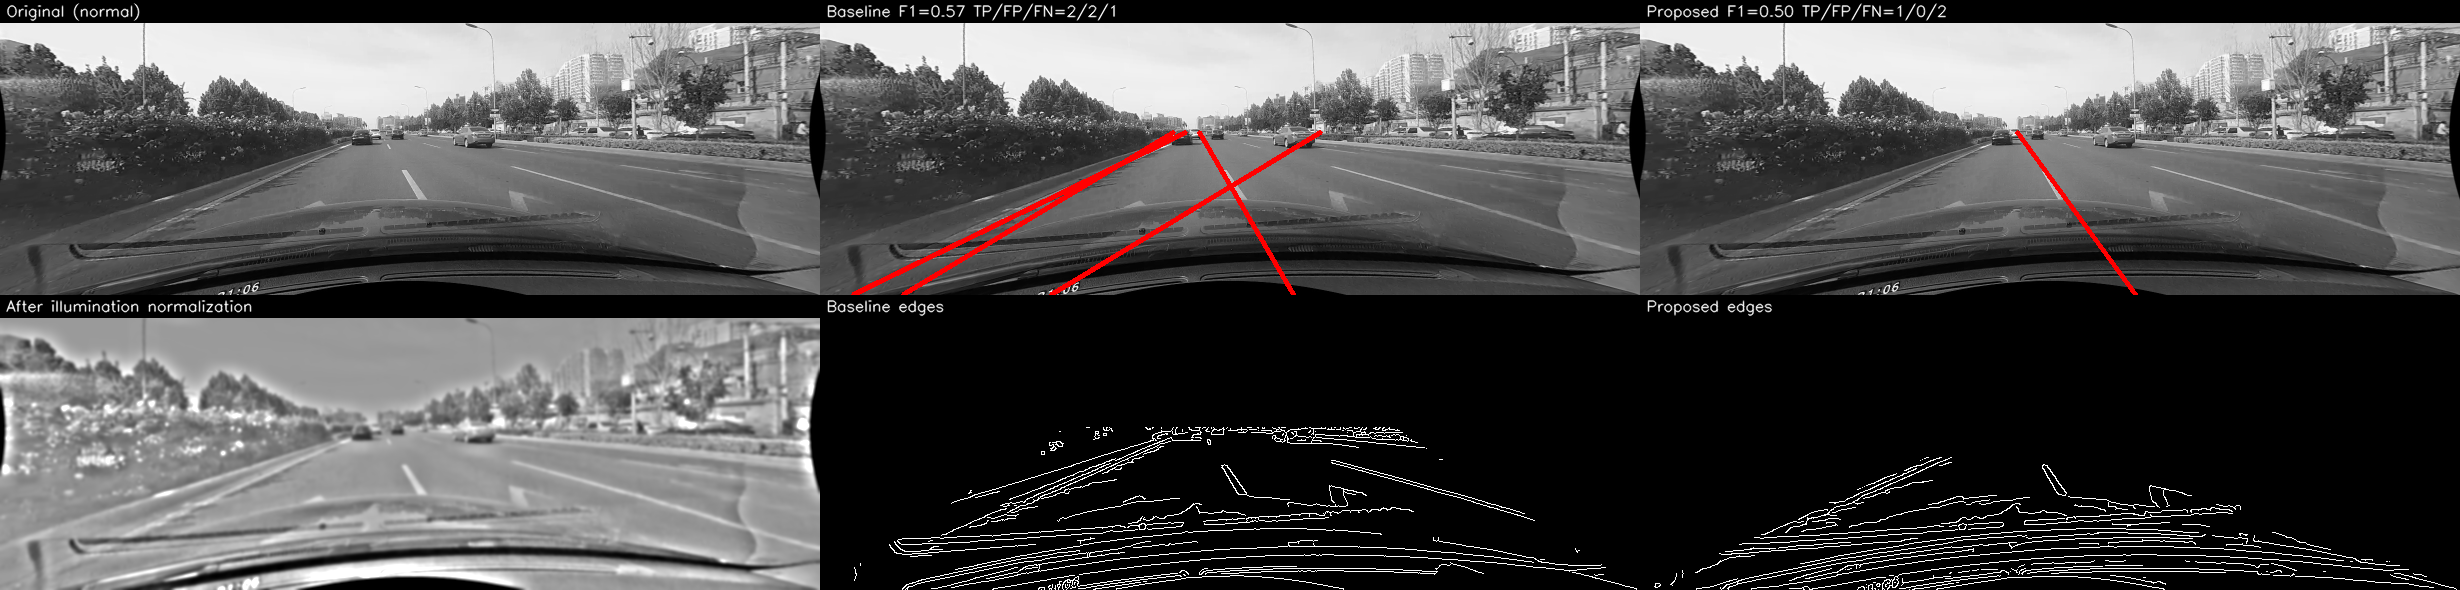 Original (normal)
Baseline F1=0.57 TP/FP/FN=2/2/1
Proposed F1=0.50 TP/FP/FN=1/0/2
After illumination normalization
Baseline edges
Proposed edges